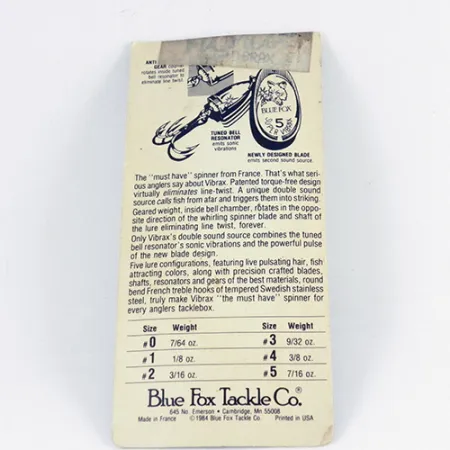 ANTI
GEAR
rotates inside tuned
bell resonator to
eliminate line twist.
TUNED BELL
RESONATOR
emits sonic
vibrations
BLUE FOX
5
SUPER VIBRAX
NEWLY DESIGNED BLADE
emits second sound source.
The "must have" spinner from France. That's what seri-
ous anglers say about Vibrax. Patented torque-free design
virtually eliminates line-twist. A unique double sound
source calls fish from afar and triggers them into striking.
Geared weight, inside bell chamber, rotates in the oppo-
site direction of the whirling spinner blade and shaft of
the lure eliminating line twist, forever.
Only Vibrax's double sound source combines the tuned
bell resonator's sonic vibrations and the powerful pulse
of the new blade design.
Five lure configurations, featuring live pulsating hair, fish
attracting colors, along with precision crafted blades,
shafts, resonators and gears of the best materials, round
bend French treble hooks of tempered Swedish stainless
steel, truly make Vibrax "the must have" spinner for
every anglers tacklebox.
Size Weight Size Weight
#0 7/64 oz. #3 9/32 oz.
#1 1/8 oz. #4 3/8 oz.
#2 3/16 oz. #5 7/16 oz.
Blue Fox Tackle Co.®
645 No. Emerson • Cambridge, Mn 55008
Made in France ©1984 Blue Fox Tackle Co. Printed in USA